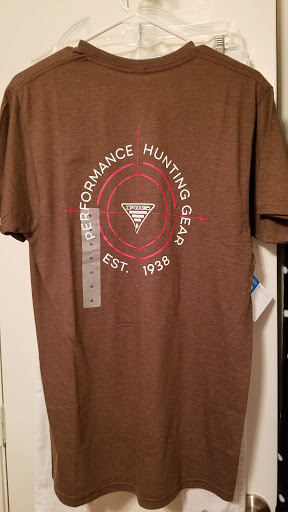 PERFORMANCE HUNTING GEAR
EST. 1938